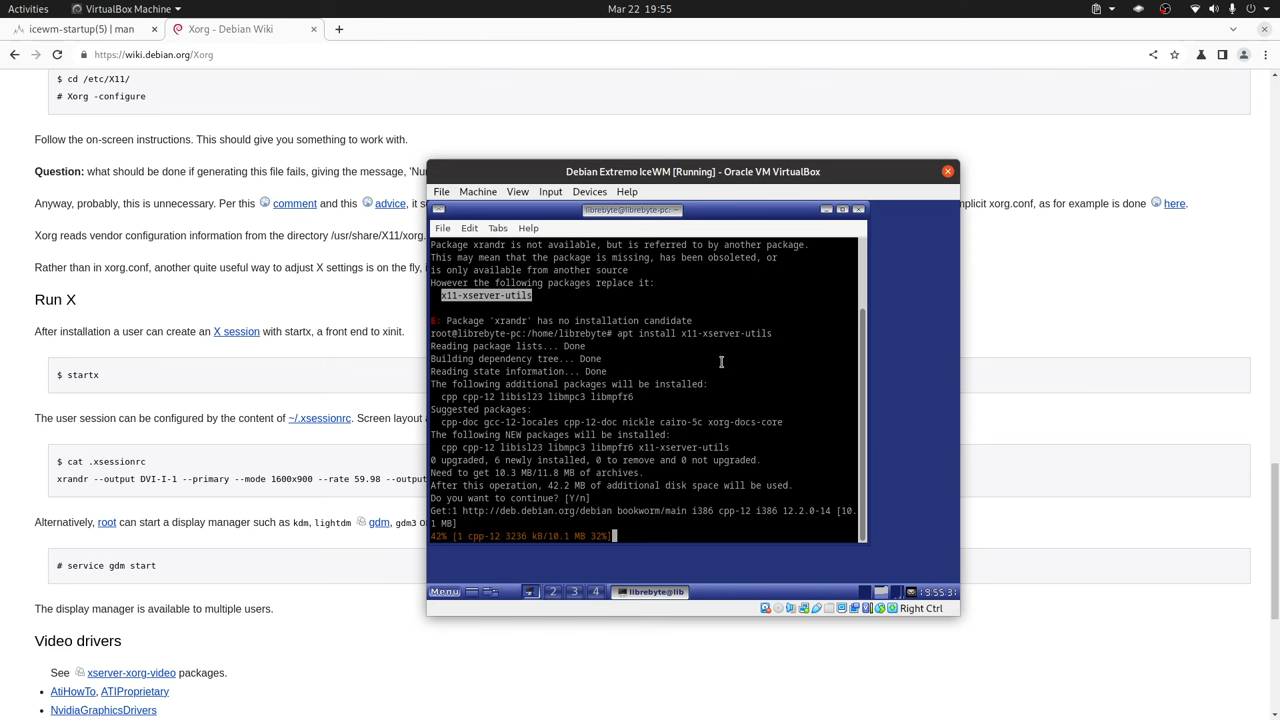 Activities VirtualBox Machine Mar 22 19:55
icewm-startup(5) | man × Xorg - Debian Wiki × +
https://wiki.debian.org/Xorg
$ cd /etc/X11/
# Xorg -configure
Follow the on-screen instructions. This should give you something to work with.
Question: what should be done if generating this file fails, giving the message, 'Nu
Anyway, probably, this is unnecessary. Per this comment and this advice, it s
mplicit xorg.conf, as for example is done here.
Xorg reads vendor configuration information from the directory /usr/share/X11/xorg.
Rather than in xorg.conf, another quite useful way to adjust X settings is on the fly,
Run X
After installation a user can create an X session with startx, a front end to xinit.
$ startx
The user session can be configured by the content of ~/.xsessionrc. Screen layout
$ cat .xsessionrc
xrandr --output DVI-I-1 --primary --mode 1600x900 --rate 59.98 --outpu
Alternatively, root can start a display manager such as kdm, lightdm gdm, gdm3 o
# service gdm start
The display manager is available to multiple users.
Video drivers
See xserver-xorg-video packages.
AtiHowTo, ATIProprietary
NvidiaGraphicsDrivers
Debian Extremo IceWM [Running] - Oracle VM VirtualBox
File Machine View Input Devices Help
librebyte@librebyte-pc: ~
File Edit Tabs Help
Package xrandr is not available, but is referred to by another package.
This may mean that the package is missing, has been obsoleted, or
is only available from another source
However the following packages replace it:
x11-xserver-utils
E: Package 'xrandr' has no installation candidate
root@librebyte-pc:/home/librebyte# apt install x11-xserver-utils
Reading package lists... Done
Building dependency tree... Done
Reading state information... Done
The following additional packages will be installed:
cpp cpp-12 libisl23 libmpc3 libmpfr6
Suggested packages:
cpp-doc gcc-12-locales cpp-12-doc nickle cairo-5c xorg-docs-core
The following NEW packages will be installed:
cpp cpp-12 libisl23 libmpc3 libmpfr6 x11-xserver-utils
0 upgraded, 6 newly installed, 0 to remove and 0 not upgraded.
Need to get 10.3 MB/11.8 MB of archives.
After this operation, 42.2 MB of additional disk space will be used.
Do you want to continue? [Y/n]
Get:1 http://deb.debian.org/debian bookworm/main i386 cpp-12 i386 12.2.0-14 [10.
1 MB]
42% [1 cpp-12 3236 kB/10.1 MB 32%]
Menu 2 3 4 librebyte@lib
Right Ctrl